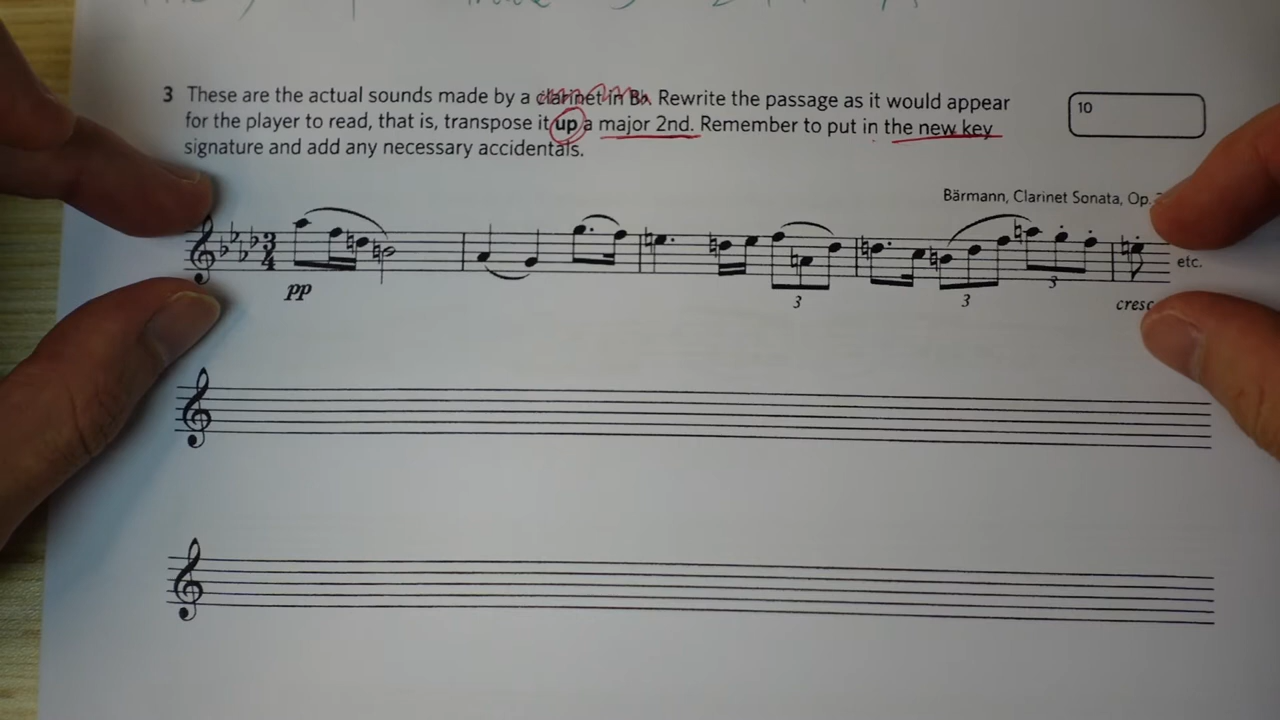 3 These are the actual sounds made by a clarinet in B♭. Rewrite the passage as it would appear
for the player to read, that is, transpose it up a major 2nd. Remember to put in the new key
signature and add any necessary accidentals.
10
Bärmann, Clarinet Sonata, Op.
3
4
pp
3
3
3
etc.
cresc